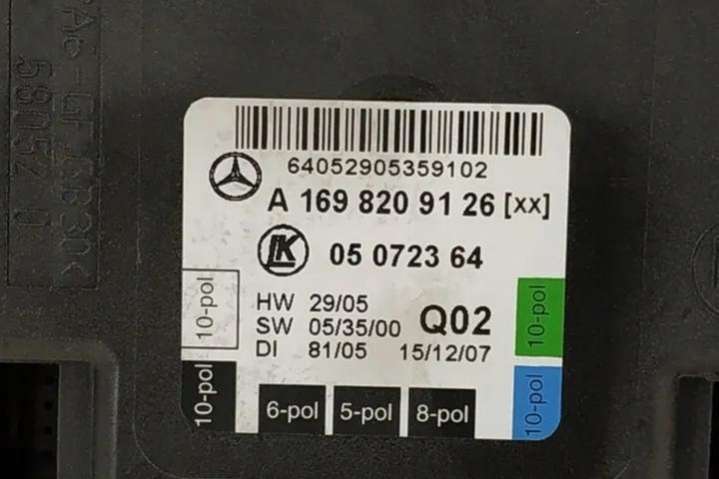 64052905359102
A 169 820 91 26 [xx]
LK 05 0723 64
HW 29/05
SW 05/35/00 Q02
DI 81/05 15/12/07
10-pol
10-pol
10-pol
10-pol
6-pol 5-pol 8-pol